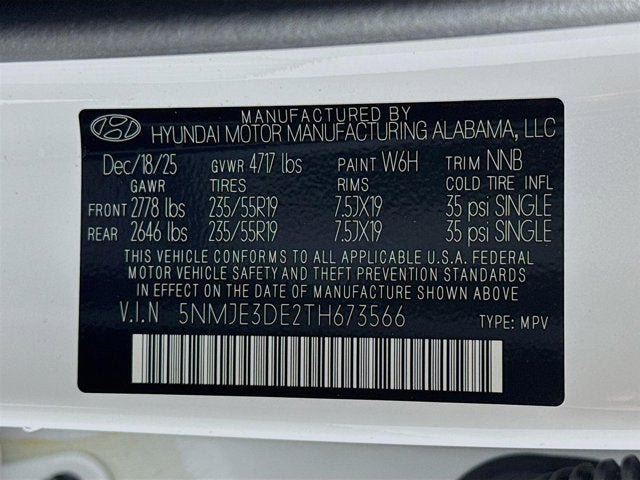 MANUFACTURED BY
HYUNDAI MOTOR MANUFACTURING ALABAMA, LLC
Dec/18/25 GVWR 4717 lbs PAINT W6H TRIM NNB
GAWR TIRES RIMS COLD TIRE INFL
FRONT 2778 lbs 235/55R19 7.5JX19 35 psi SINGLE
REAR 2646 lbs 235/55R19 7.5JX19 35 psi SINGLE
THIS VEHICLE CONFORMS TO ALL APPLICABLE U.S.A. FEDERAL
MOTOR VEHICLE SAFETY AND THEFT PREVENTION STANDARDS
IN EFFECT ON THE DATE OF MANUFACTURE SHOWN ABOVE.
V.I.N 5NMJE3DE2TH673566 TYPE: MPV